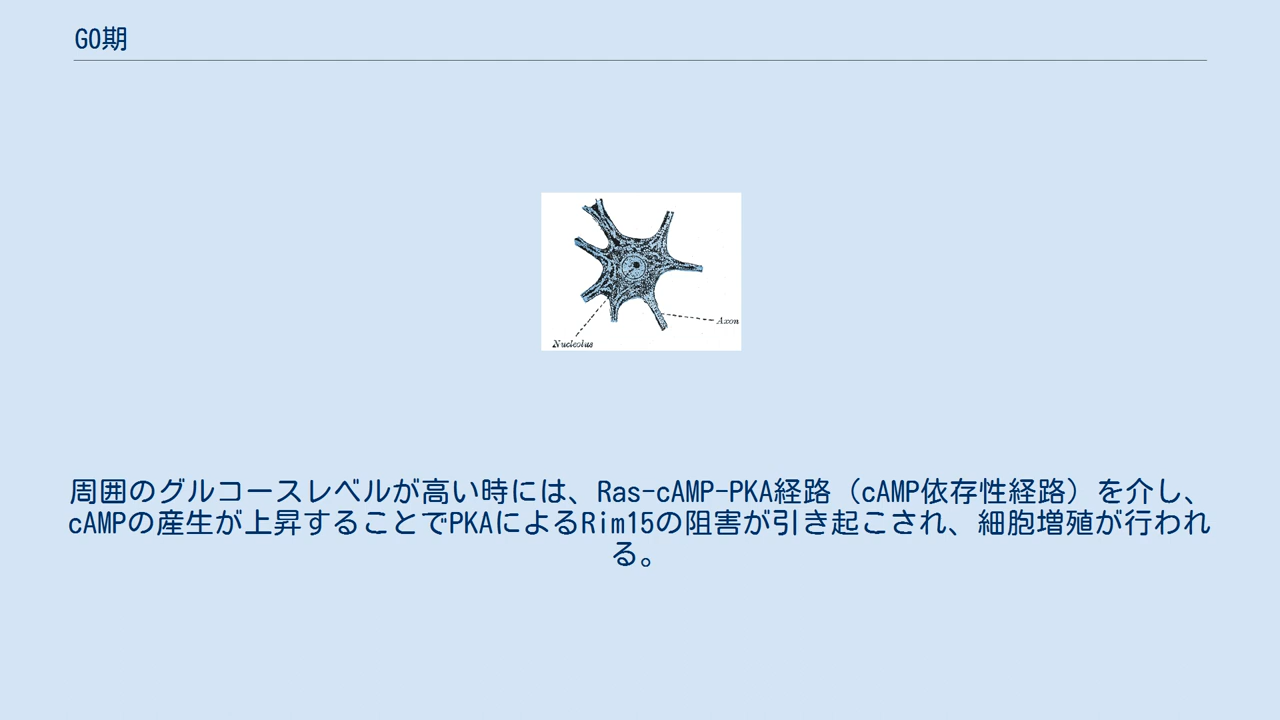 G0期
Axon
Nucleolus
周囲のグルコースレベルが高い時には、Ras-cAMP-PKA経路（cAMP依存性経路）を介し、
cAMPの産生が上昇することでPKAによるRim15の阻害が引き起こされ、細胞増殖が行われ
る。